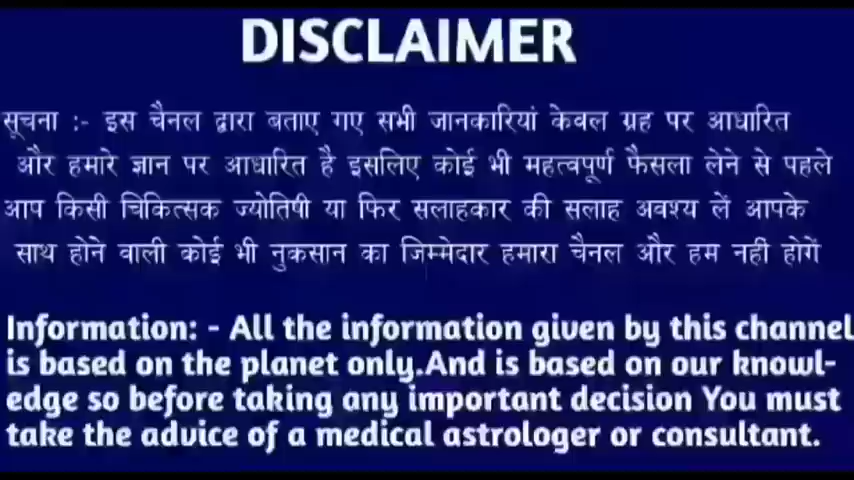 DISCLAIMER
सूचना :- इस चैनल द्वारा बताए गए सभी जानकारियां केवल ग्रह पर आधारित
और हमारे ज्ञान पर आधारित है इसलिए कोई भी महत्वपूर्ण फैसला लेने से पहले
आप किसी चिकित्सक ज्योतिषी या फिर सलाहकार की सलाह अवश्य लें आपके
साथ होने वाली कोई भी नुकसान का जिम्मेदार हमारा चैनल और हम नही होगें
Information: - All the information given by this channel
is based on the planet only.And is based on our knowl-
edge so before taking any important decision You must
take the advice of a medical astrologer or consultant.